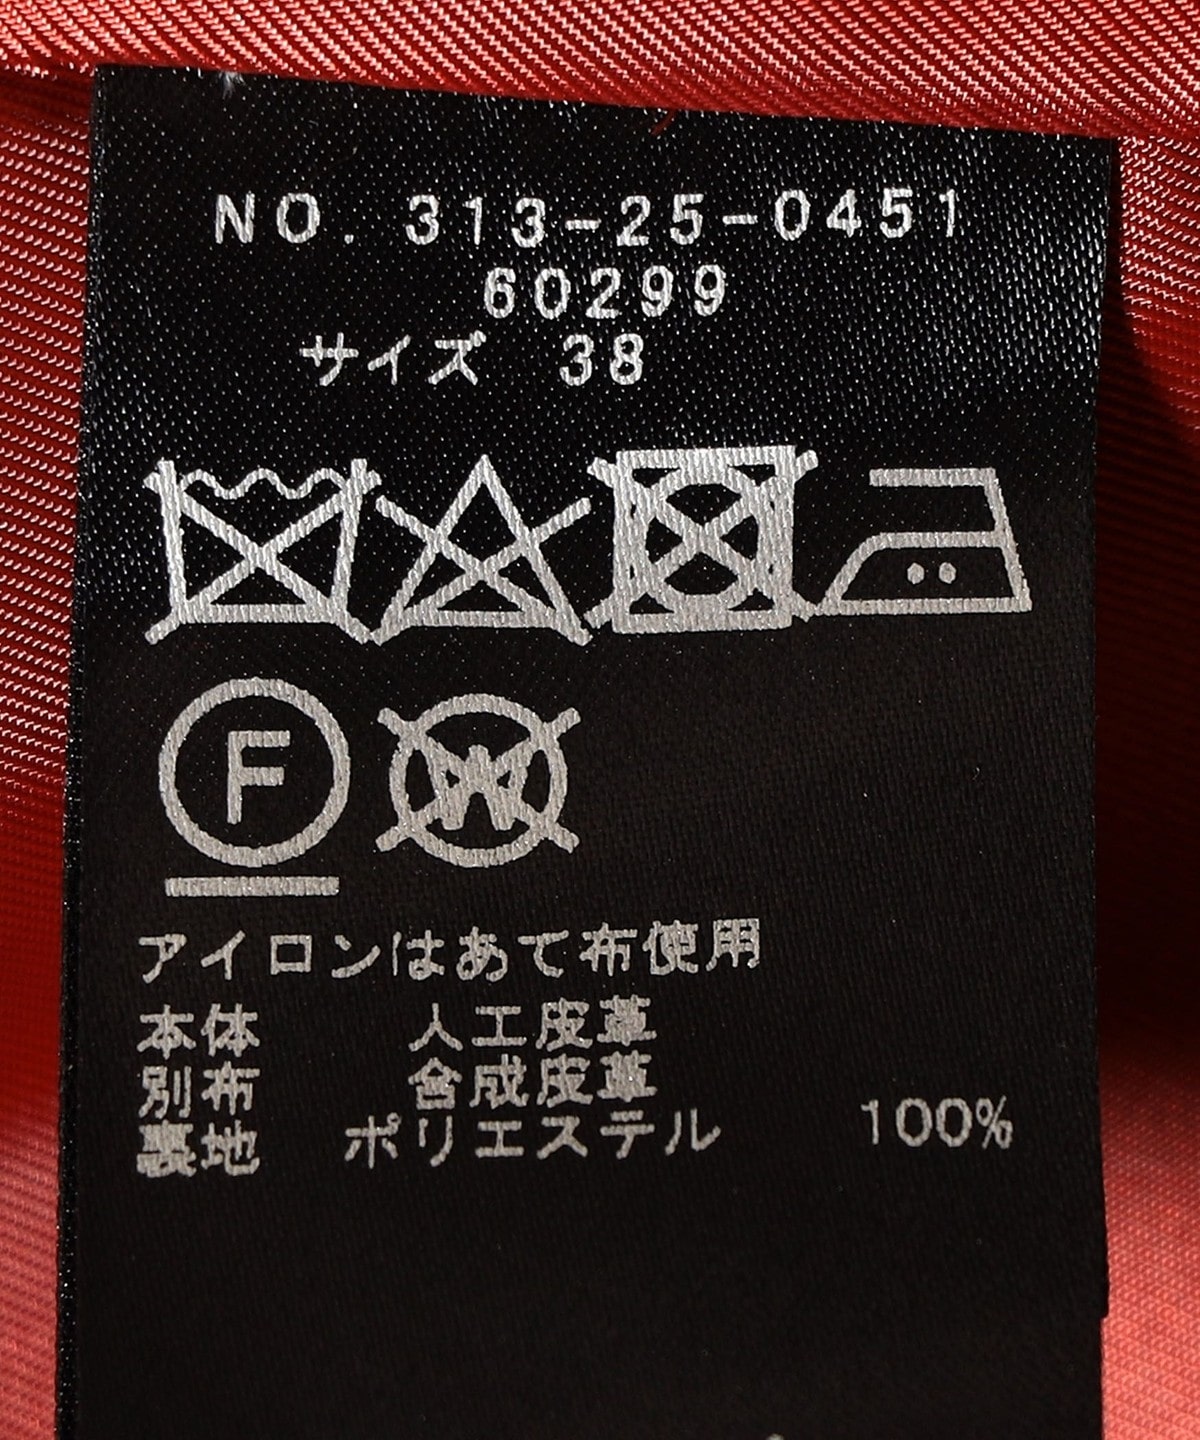 NO. 313-25-0451
60299
サイズ 38
F
W
アイロンはあて布使用
本体 人工皮革
別布 合成皮革
裏地 ポリエステル 100%